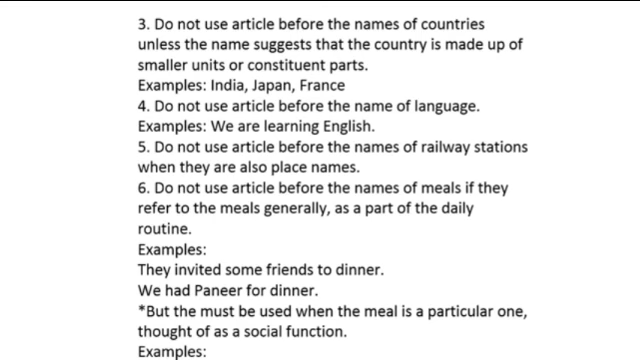 3. Do not use article before the names of countries
unless the name suggests that the country is made up of
smaller units or constituent parts.
Examples: India, Japan, France
4. Do not use article before the name of language.
Examples: We are learning English.
5. Do not use article before the names of railway stations
when they are also place names.
6. Do not use article before the names of meals if they
refer to the meals generally, as a part of the daily
routine.
Examples:
They invited some friends to dinner.
We had Paneer for dinner.
*But the must be used when the meal is a particular one,
thought of as a social function.
Examples: